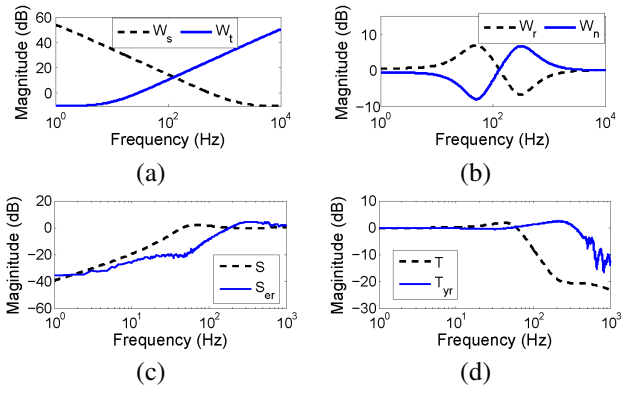 Magnitude (dB)
60
40
20
0
10^0
10^2
10^4
W_s
W_t
Frequency (Hz)
(a)
Magnitude (dB)
10
0
−10
10^0
10^2
10^4
W_r
W_n
Frequency (Hz)
(b)
Maginitude (dB)
20
0
−20
−40
−60
10^0
10^1
10^2
10^3
S
S_er
Frequency (Hz)
(c)
Maginitude (dB)
10
0
−10
−20
−30
10^0
10^1
10^2
10^3
T
T_yr
Frequency (Hz)
(d)